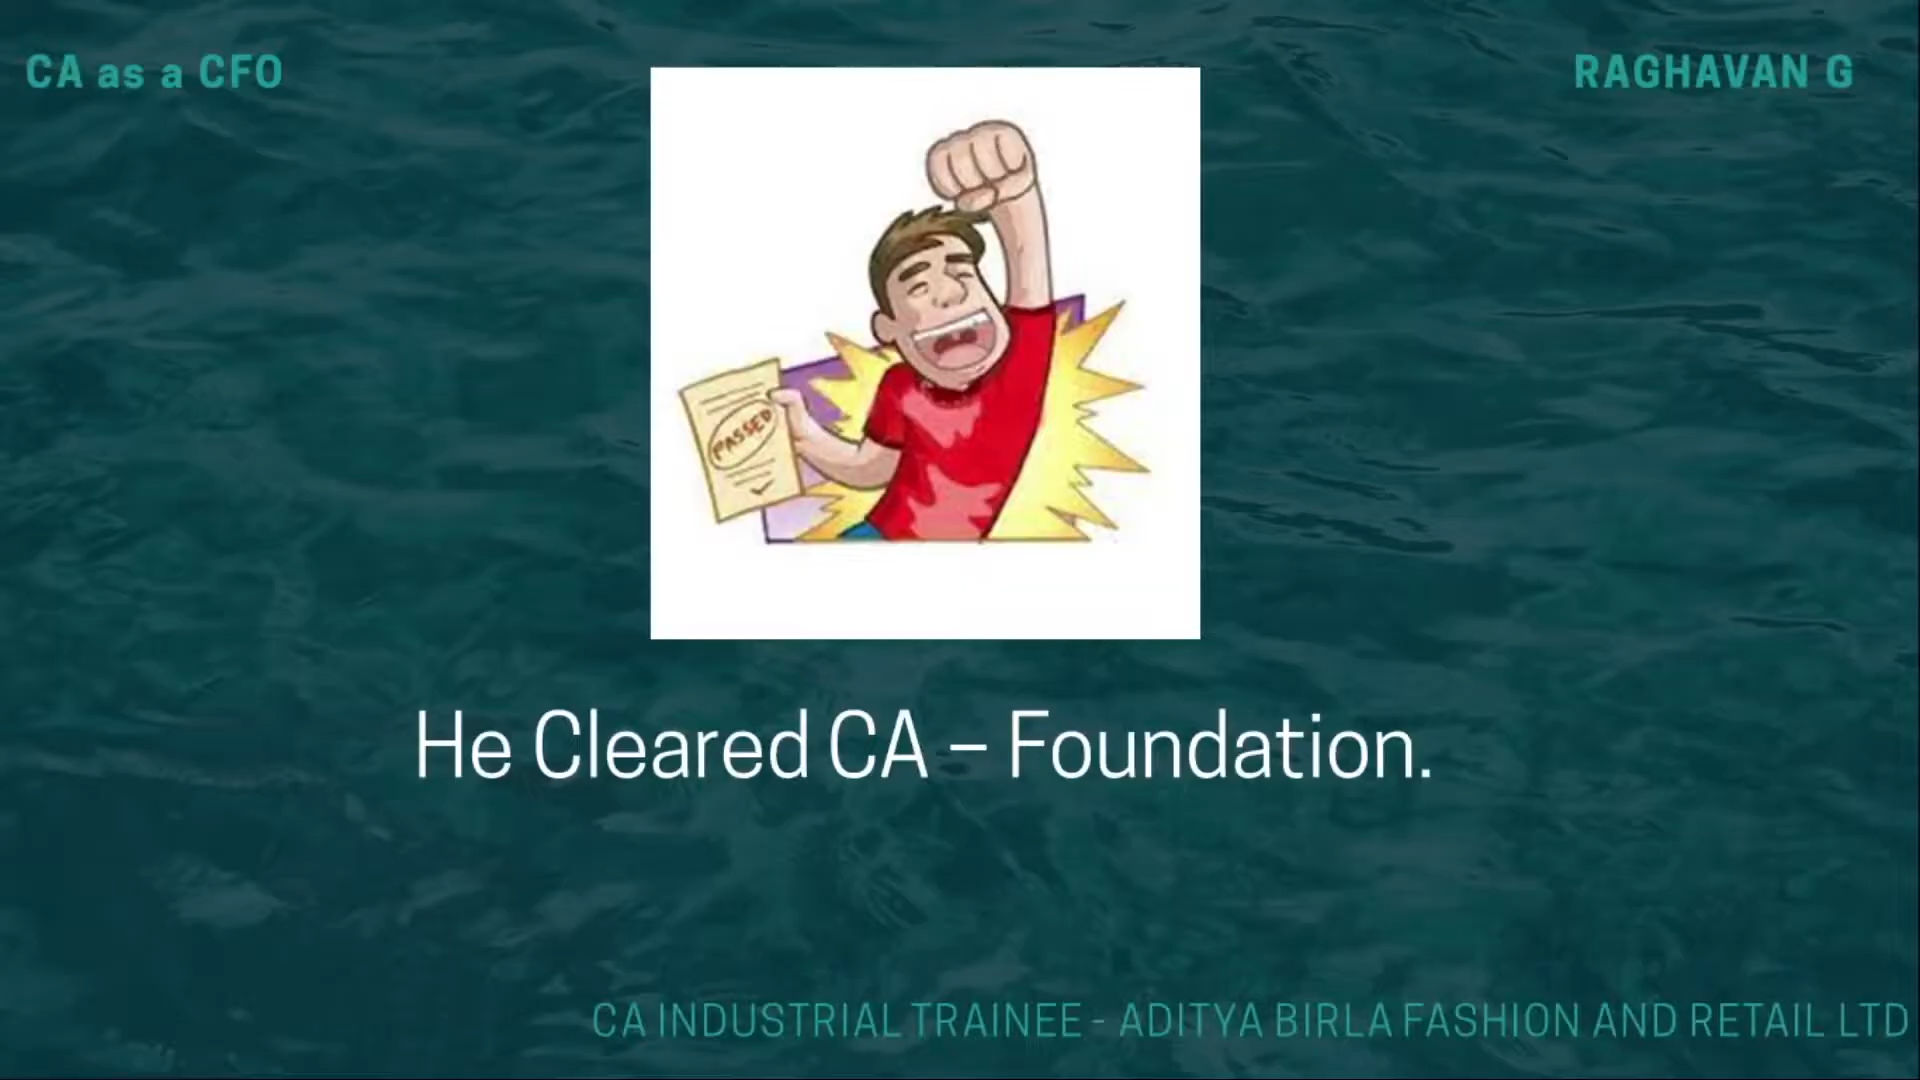 CA as a CFO
RAGHAVAN G
PASSED
He Cleared CA – Foundation.
CA INDUSTRIAL TRAINEE - ADITYA BIRLA FASHION AND RETAIL LTD